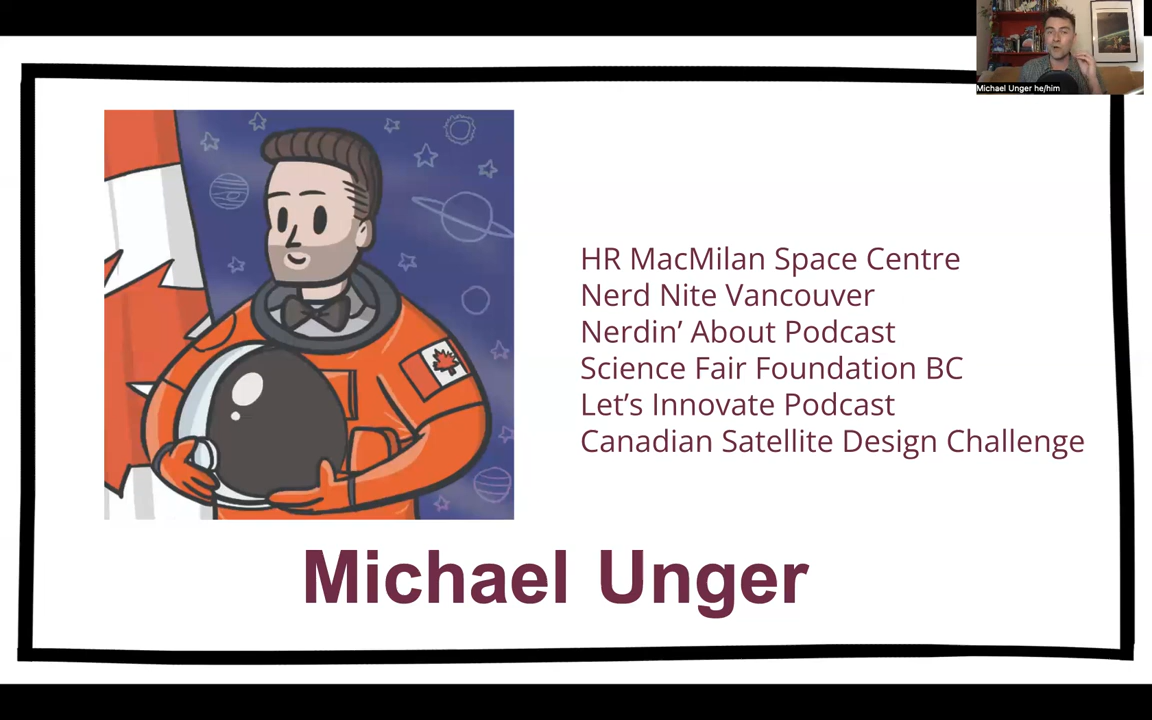 Michael Unger he/him
HR MacMilan Space Centre
Nerd Nite Vancouver
Nerdin’ About Podcast
Science Fair Foundation BC
Let’s Innovate Podcast
Canadian Satellite Design Challenge
Michael Unger